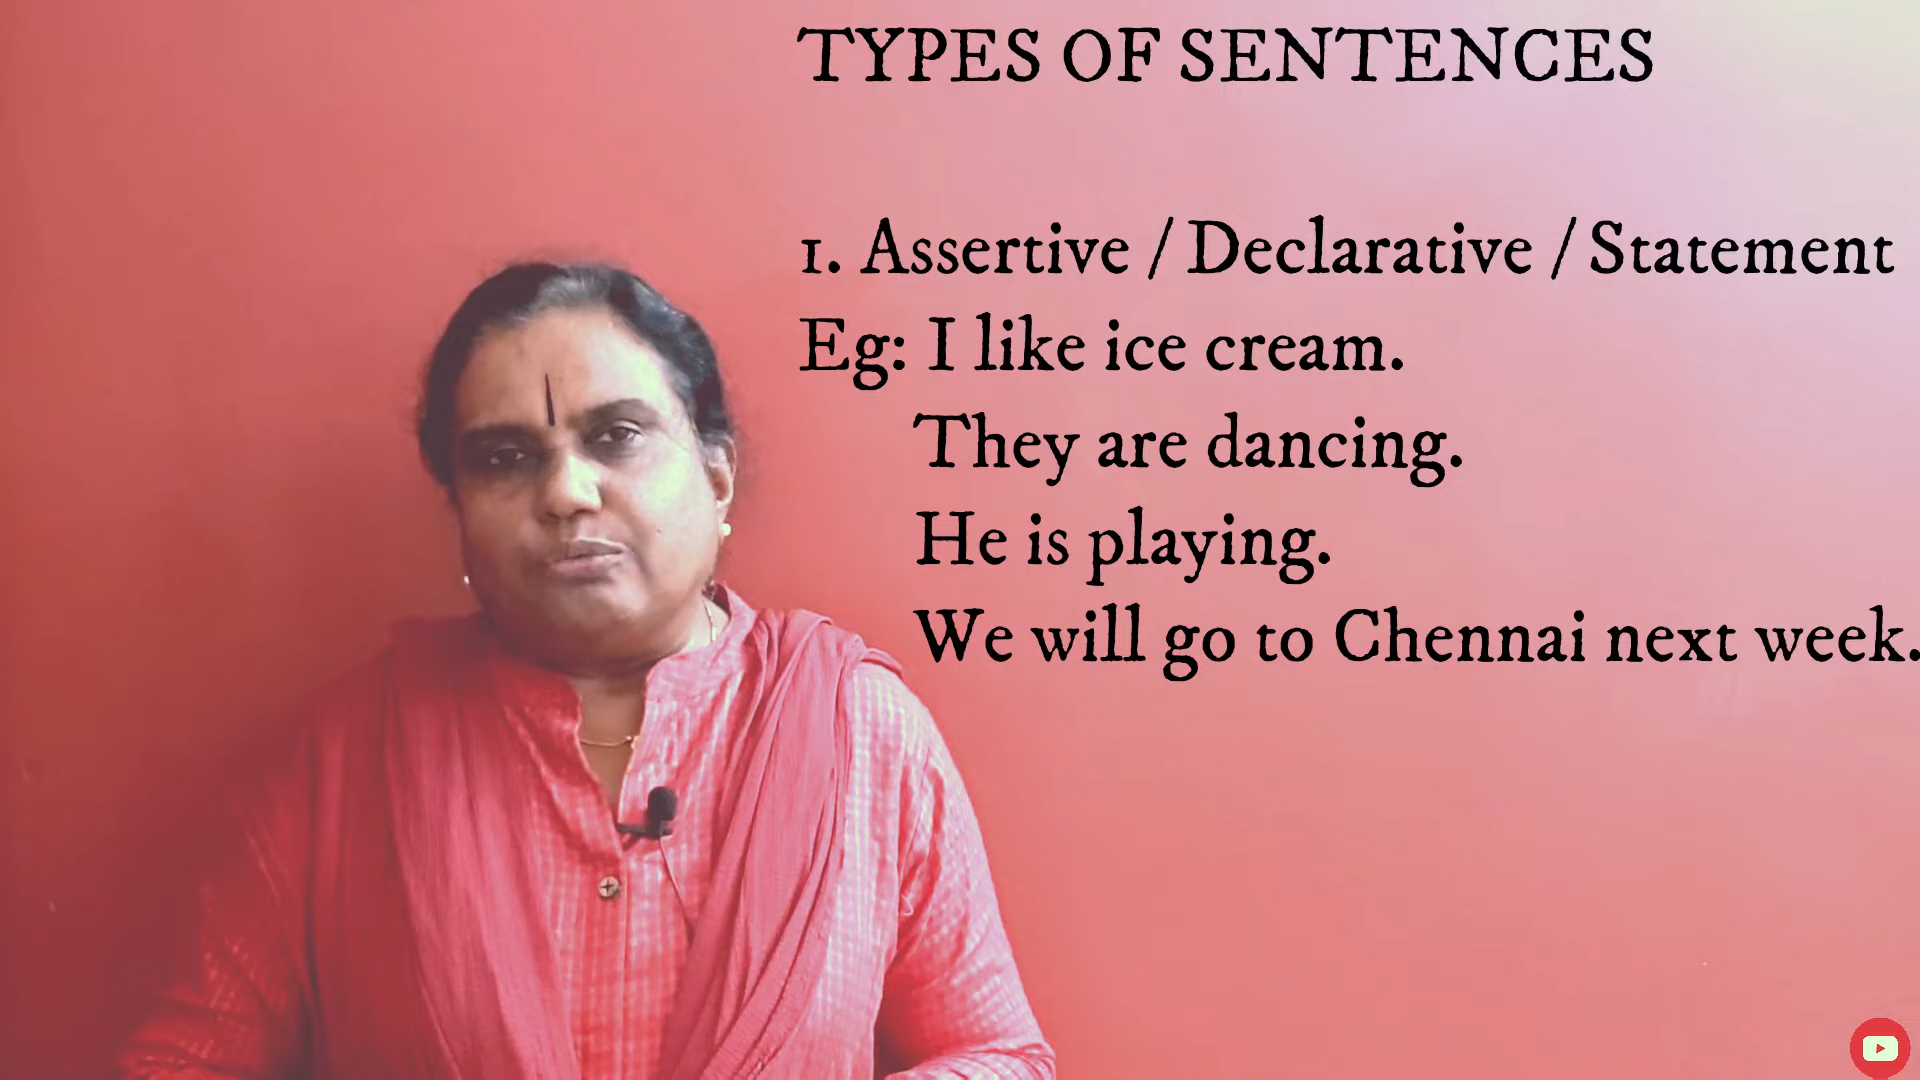 TYPES OF SENTENCES
1. Assertive / Declarative / Statement
Eg: I like ice cream.
They are dancing.
He is playing.
We will go to Chennai next week.